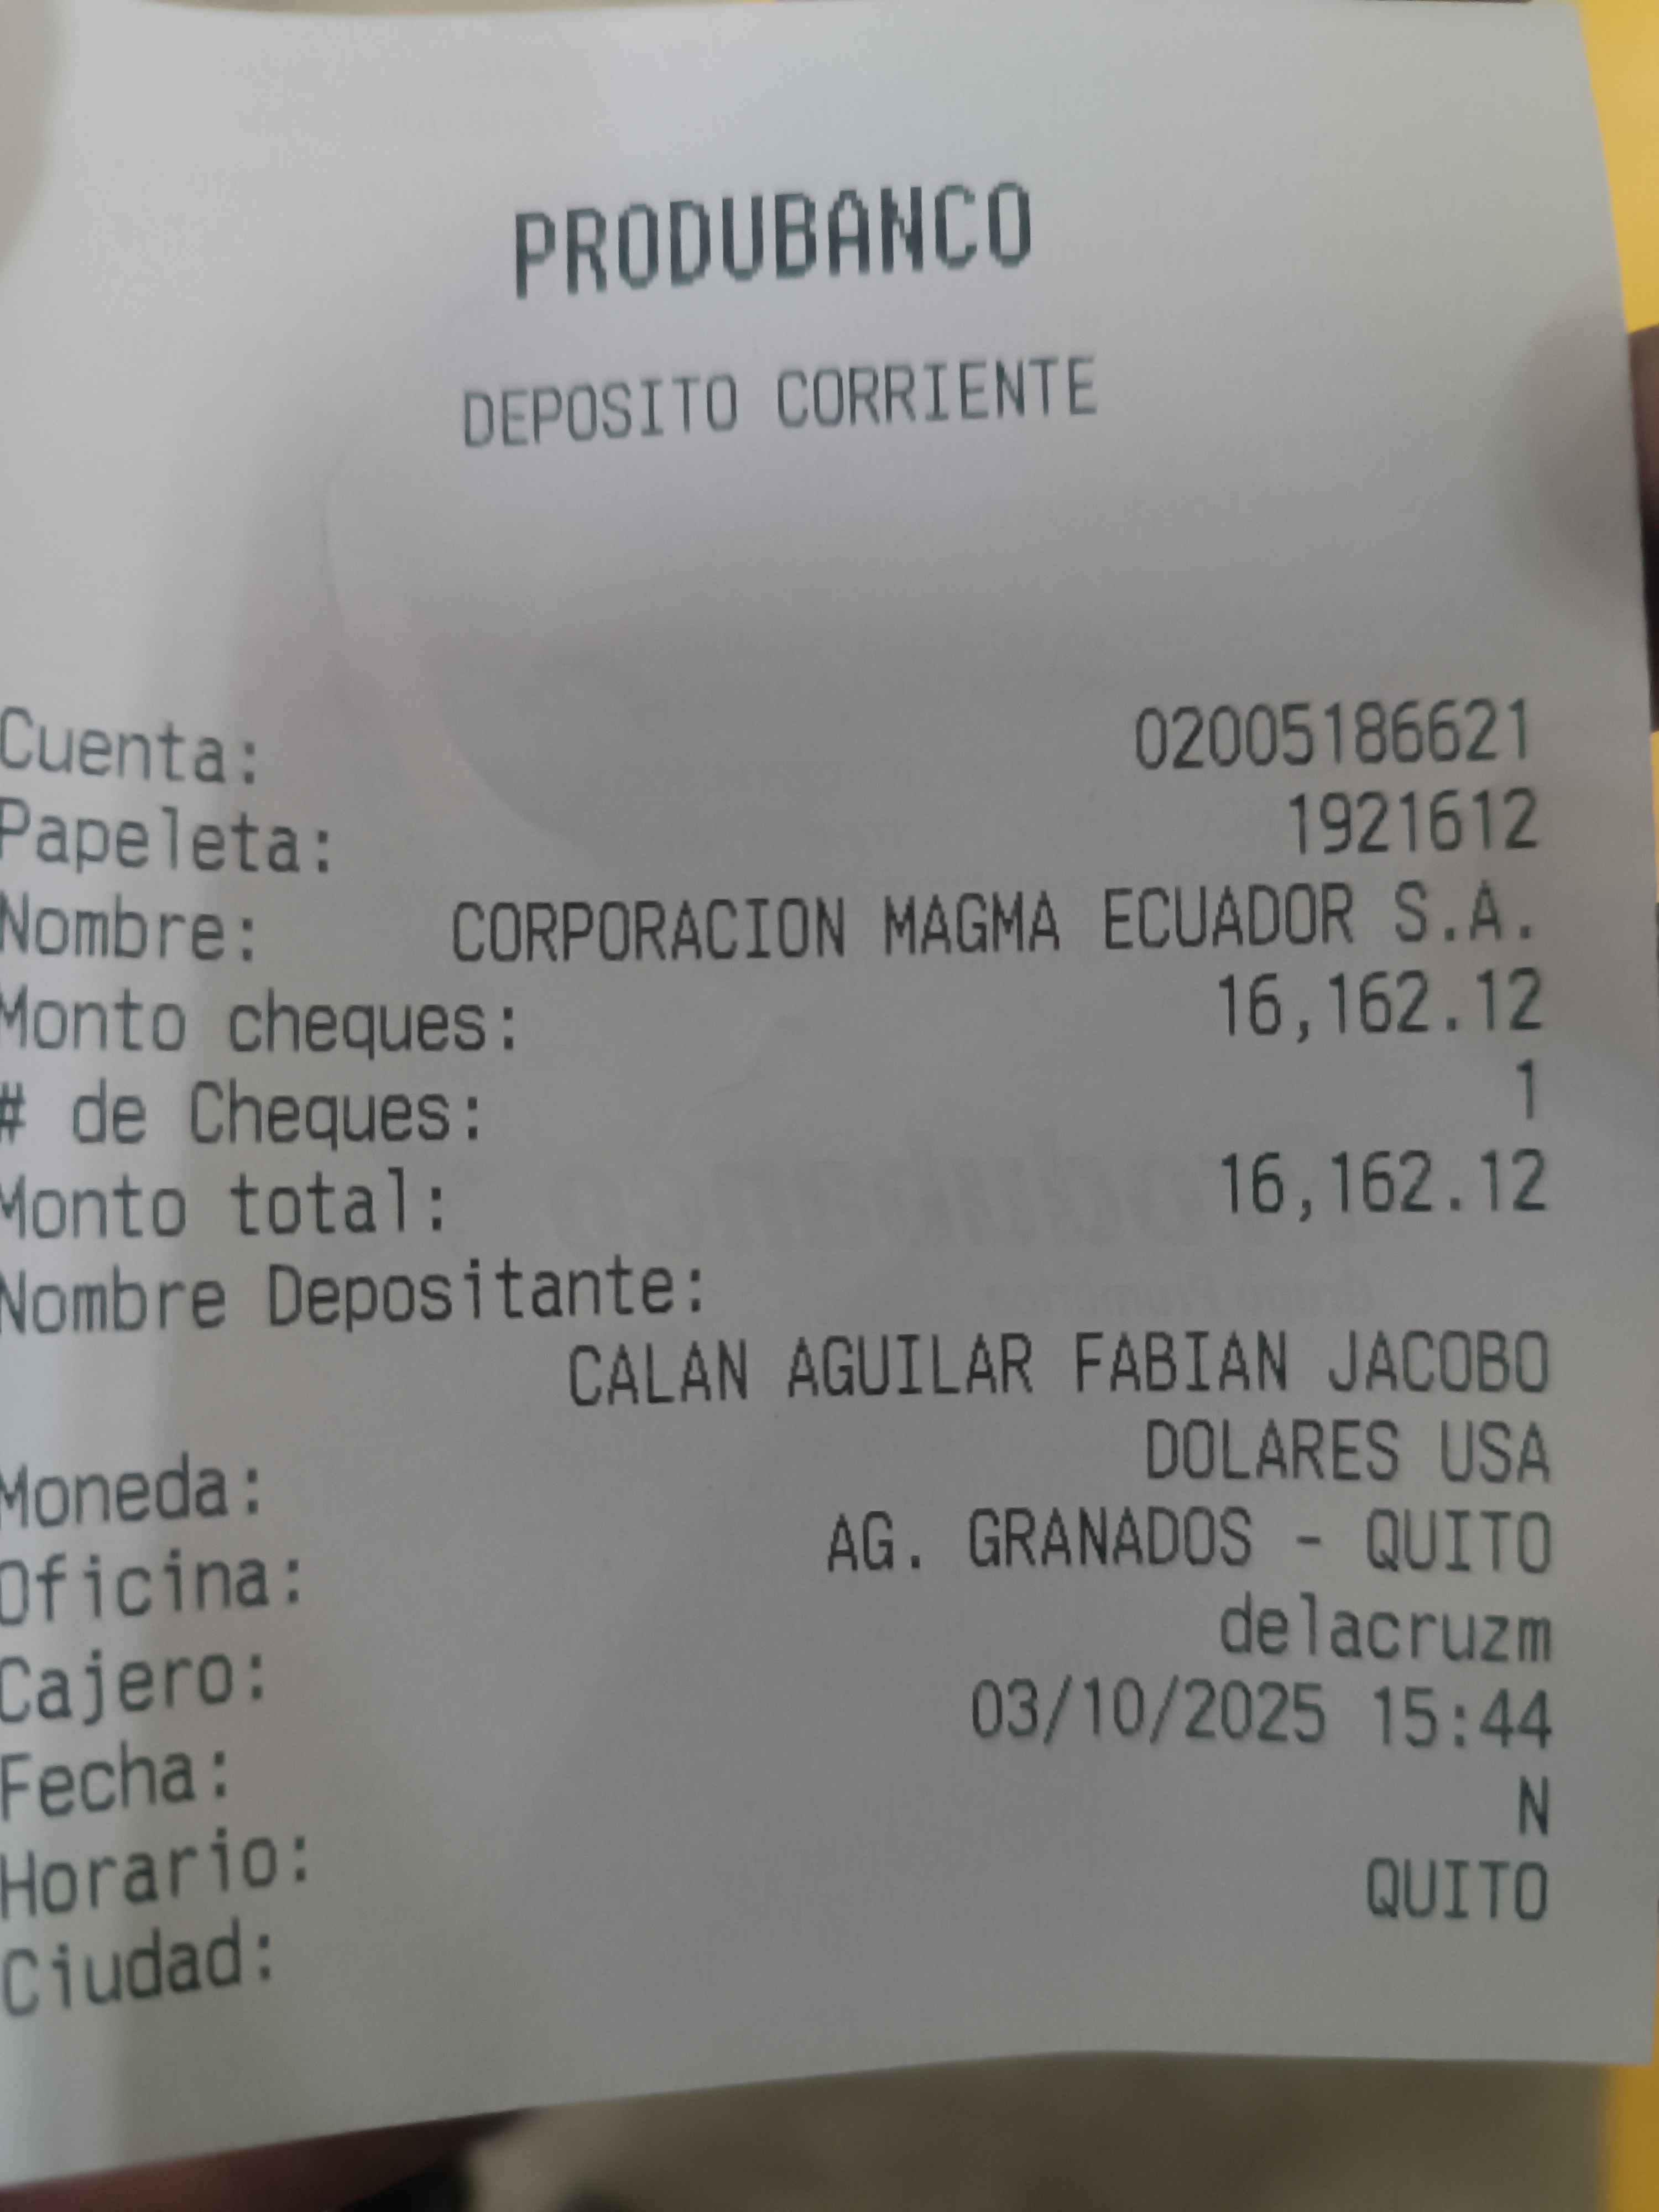 PRODUBANCO
DEPOSITO CORRIENTE
Cuenta: 02005186621
Papeleta: 1921612
Nombre: CORPORACION MAGMA ECUADOR S.A.
Monto cheques: 16,162.12
# de Cheques: 1
Monto total: 16,162.12
Nombre Depositante:
CALAN AGUILAR FABIAN JACOBO
Moneda: DOLARES USA
Oficina: AG. GRANADOS - QUITO
Cajero: delacruzm
Fecha: 03/10/2025 15:44
Horario: N
Ciudad: QUITO